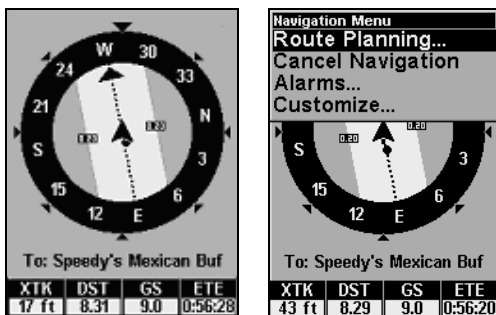 W
30
33
N
3
6
E
12
15
S
21
24
0.20
0.20
To: Speedy's Mexican Buf
XTK DST GS ETE
17 ft 8.31 9.0 0:56:28
Navigation Menu
Route Planning...
Cancel Navigation
Alarms...
Customize...
0.20
0.20
S
3
15
6
12
E
To: Speedy's Mexican Buf
XTK DST GS ETE
43 ft 8.29 9.0 0:56:20